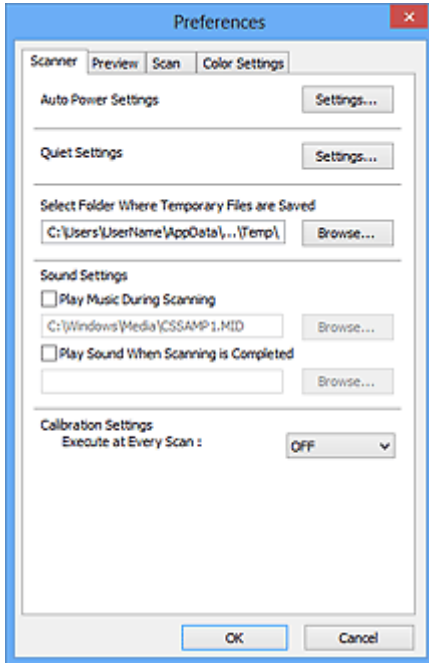 Preferences
Scanner Preview Scan Color Settings
Auto Power Settings Settings...
Quiet Settings Settings...
Select Folder Where Temporary Files are Saved
C:\Users\UserName\AppData\...\Temp\ Browse...
Sound Settings
Play Music During Scanning
C:\Windows\Media\CSSAMP1.MID Browse...
Play Sound When Scanning is Completed
Browse...
Calibration Settings
Execute at Every Scan : OFF
OK Cancel